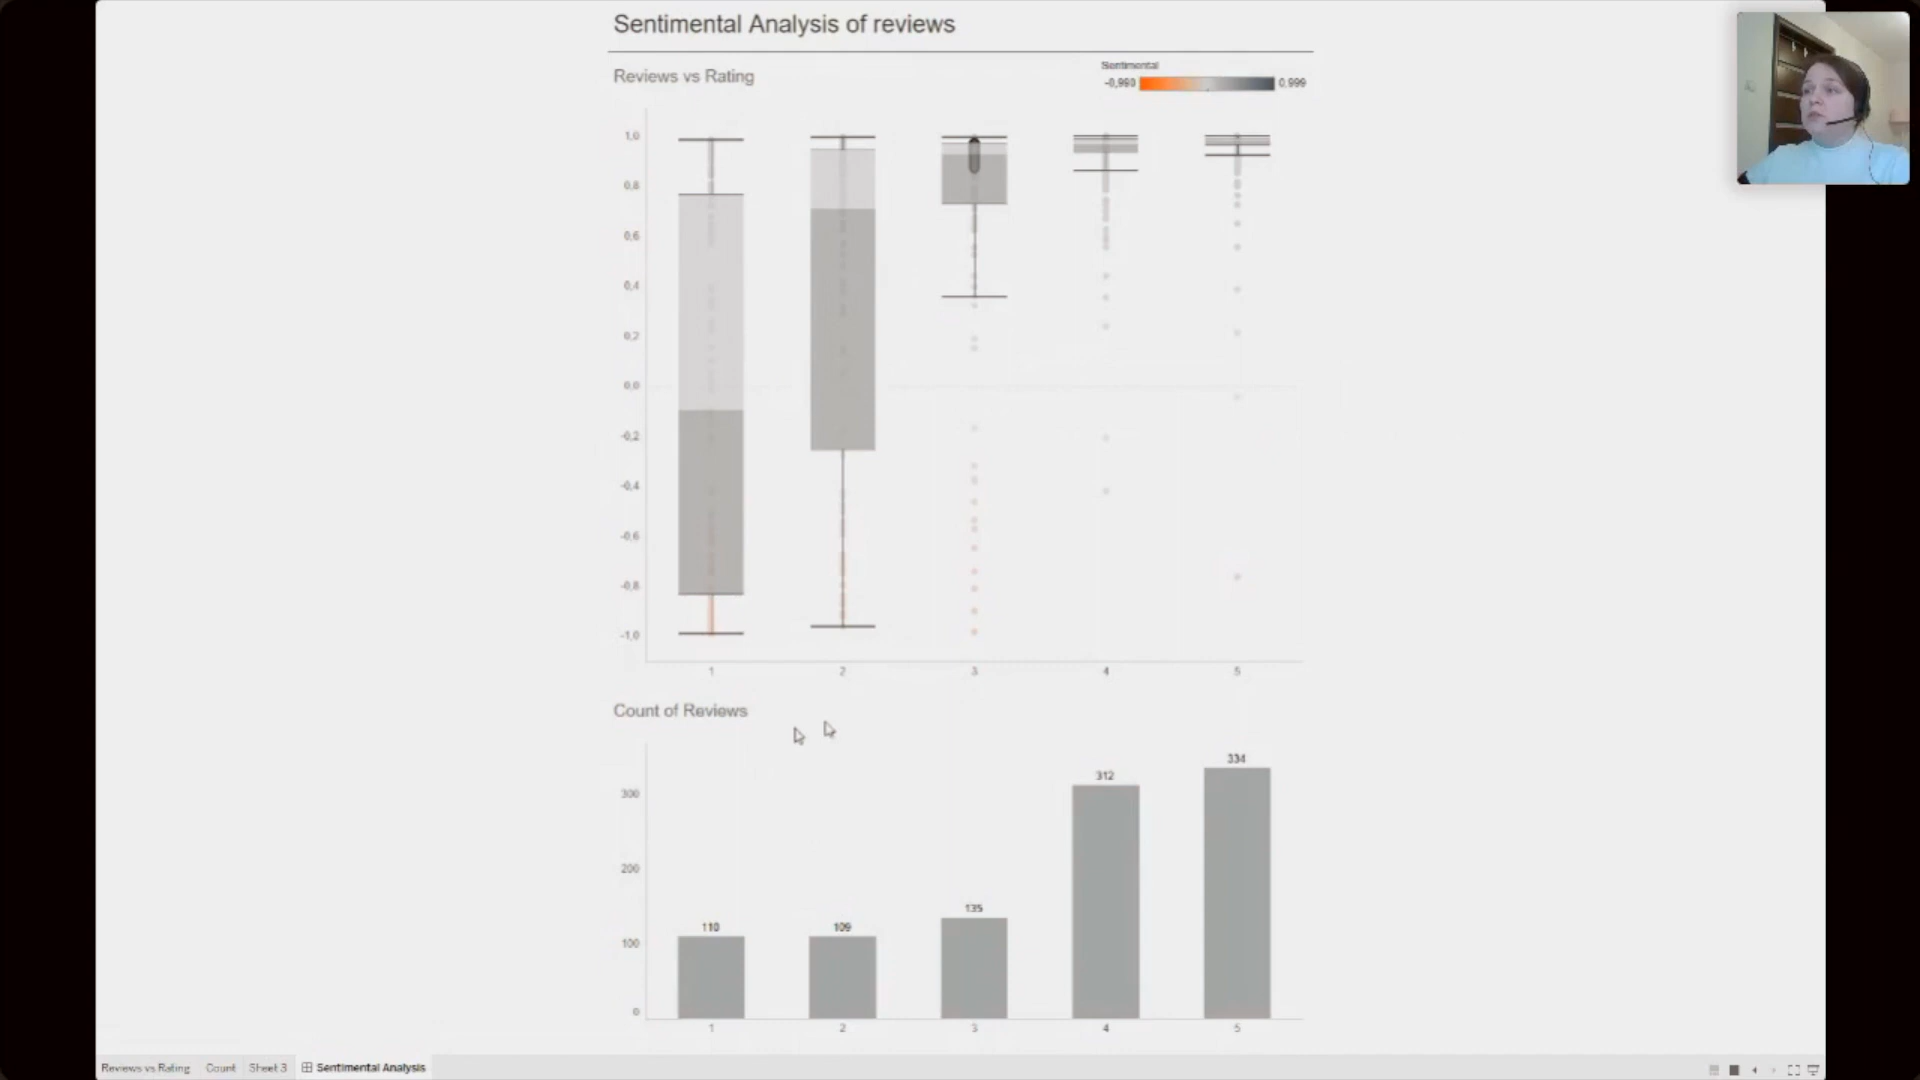 Sentimental Analysis of reviews
Reviews vs Rating
Sentimental
-0,993 0,999
1,0
0,8
0,6
0,4
0,2
0,0
-0,2
-0,4
-0,6
-0,8
-1,0
1 2 3 4 5
Count of Reviews
300
200
100
0
110 109 135 312 334
1 2 3 4 5
Reviews vs Rating Count Sheet 3 Sentimental Analysis